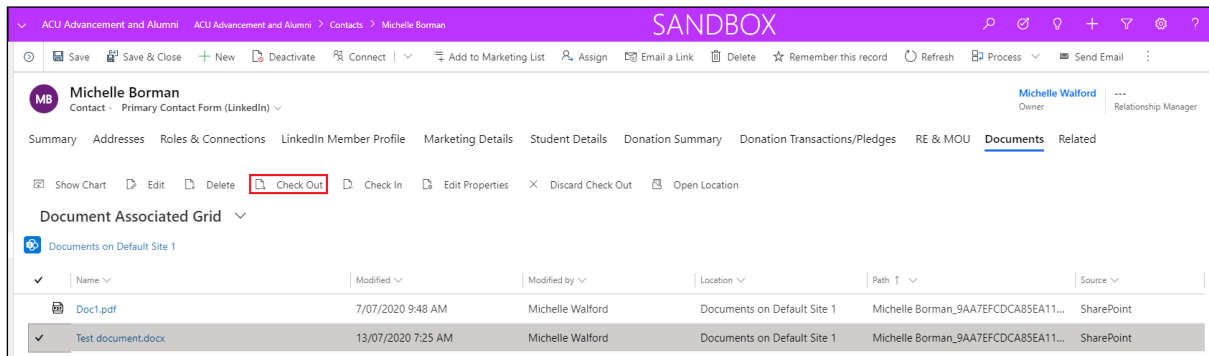 ACU Advancement and Alumni ACU Advancement and Alumni > Contacts > Michelle Borman SANDBOX
Save Save & Close New Deactivate Connect Add to Marketing List Assign Email a Link Delete Remember this record Refresh Process Send Email
MB Michelle Borman Michelle Walford ---
Contact · Primary Contact Form (LinkedIn) Owner Relationship Manager
Summary Addresses Roles & Connections LinkedIn Member Profile Marketing Details Student Details Donation Summary Donation Transactions/Pledges RE & MOU Documents Related
Show Chart Edit Delete Check Out Check In Edit Properties Discard Check Out Open Location
Document Associated Grid
Documents on Default Site 1
Name Modified Modified by Location Path ↑ Source
Doc1.pdf 7/07/2020 9:48 AM Michelle Walford Documents on Default Site 1 Michelle Borman_9AA7EFCDCA85EA11... SharePoint
Test document.docx 13/07/2020 7:25 AM Michelle Walford Documents on Default Site 1 Michelle Borman_9AA7EFCDCA85EA11... SharePoint